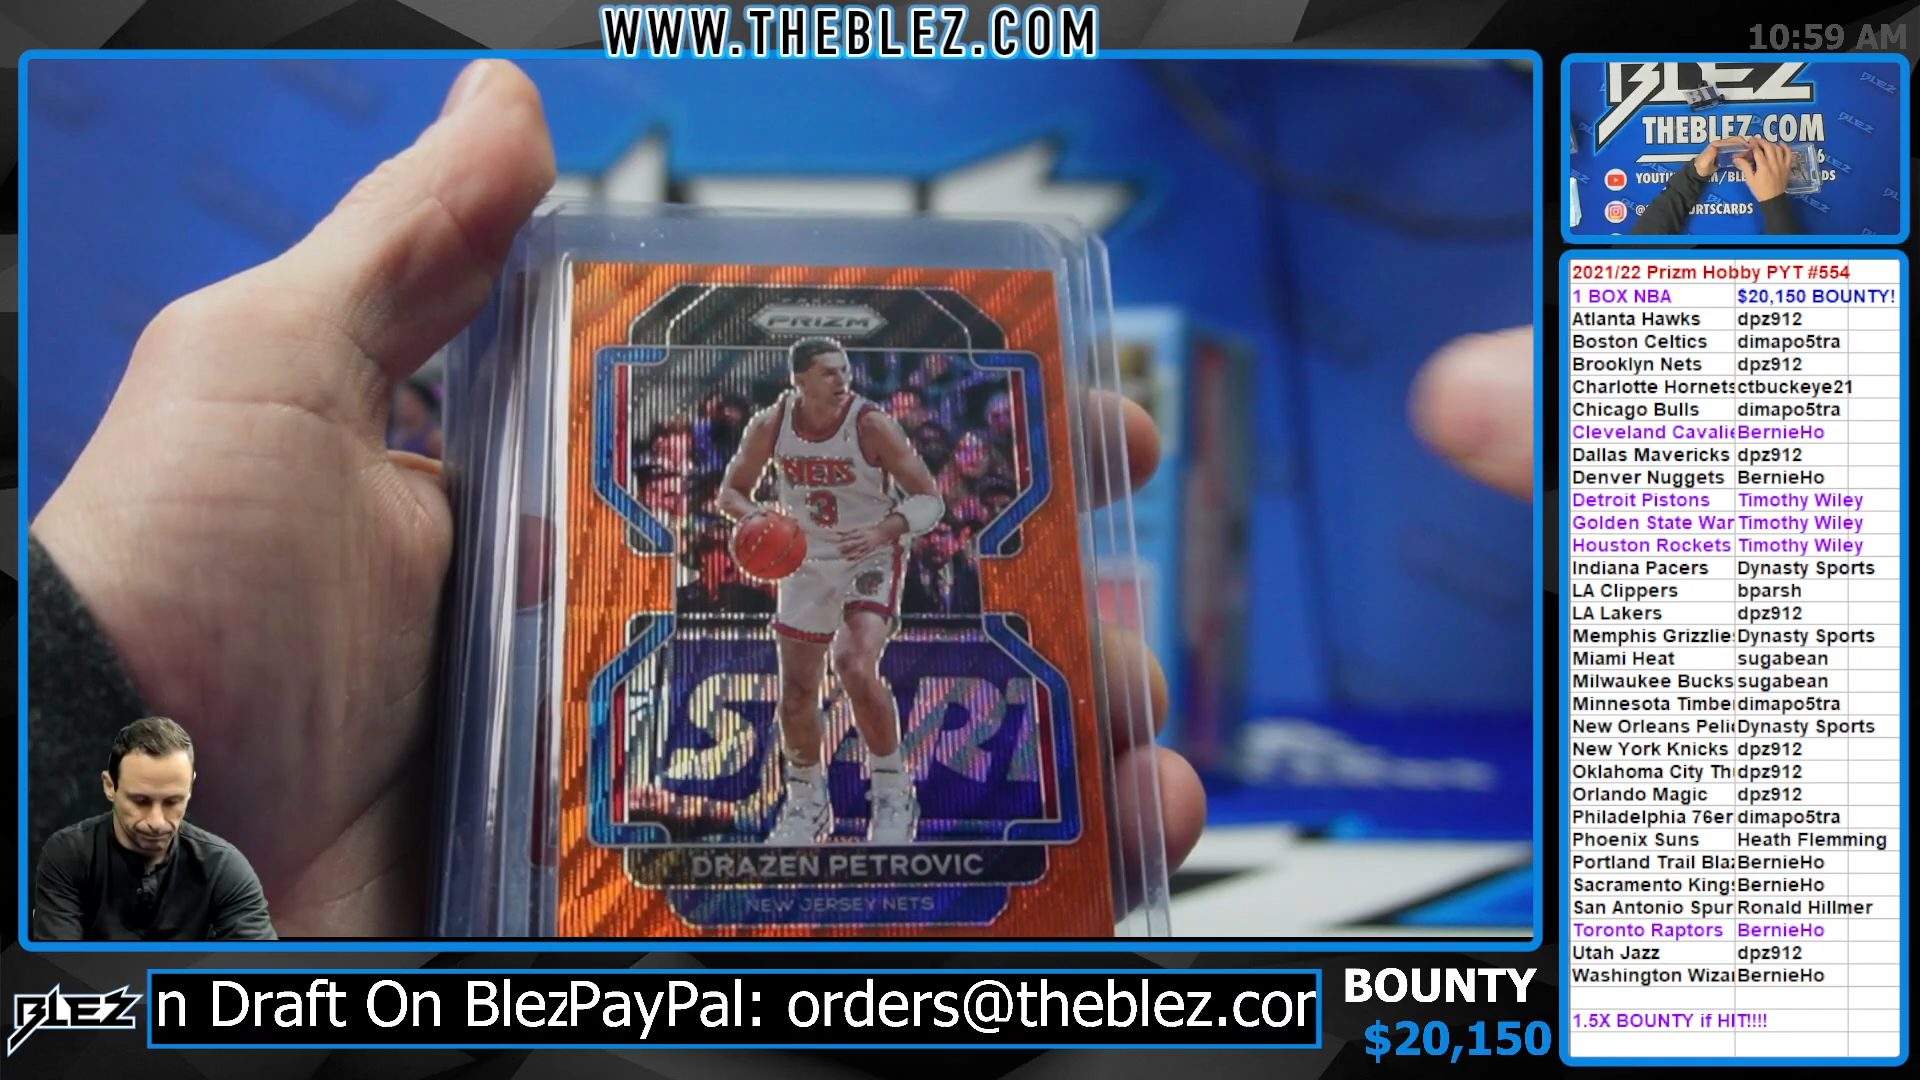 WWW.THEBLEZ.COM
10:59 AM
PRIZM
NETS
3
START
DRAZEN PETROVIC
NEW JERSEY NETS
BLEZ
THEBLEZ.COM
2021/22 Prizm Hobby PYT #554
1 BOX NBA $20,150 BOUNTY!
Atlanta Hawks dpz912
Boston Celtics dimapo5tra
Brooklyn Nets dpz912
Charlotte Hornets ctbuckeye21
Chicago Bulls dimapo5tra
Cleveland Cavalie BernieHo
Dallas Mavericks dpz912
Denver Nuggets BernieHo
Detroit Pistons Timothy Wiley
Golden State War Timothy Wiley
Houston Rockets Timothy Wiley
Indiana Pacers Dynasty Sports
LA Clippers bparsh
LA Lakers dpz912
Memphis Grizzlie Dynasty Sports
Miami Heat sugabean
Milwaukee Bucks sugabean
Minnesota Timbe dimapo5tra
New Orleans Peli Dynasty Sports
New York Knicks dpz912
Oklahoma City Th dpz912
Orlando Magic dpz912
Philadelphia 76er dimapo5tra
Phoenix Suns Heath Flemming
Portland Trail Blaz BernieHo
Sacramento Kings BernieHo
San Antonio Spur Ronald Hillmer
Toronto Raptors BernieHo
Utah Jazz dpz912
Washington Wizar BernieHo
1.5X BOUNTY if HIT!!!!
BLEZ
n Draft On BlezPayPal: orders@theblez.cor
BOUNTY
$20,150